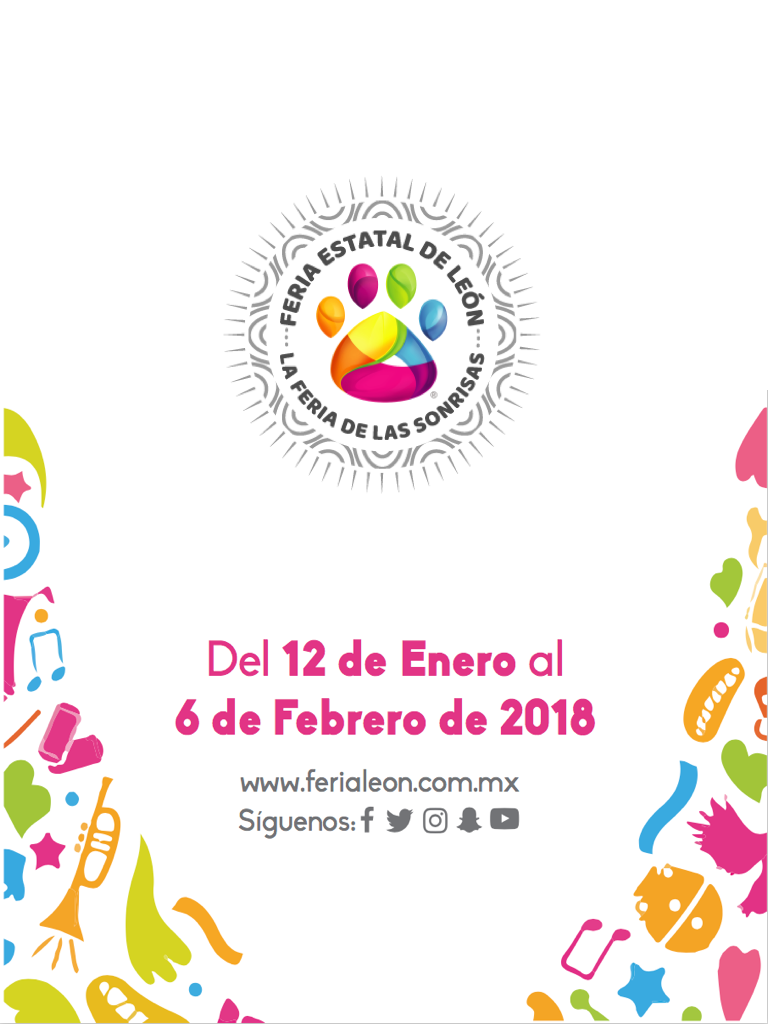 FERIA ESTATAL DE LEÓN
LA FERIA DE LAS SONRISAS
®
Del 12 de Enero al
6 de Febrero de 2018
www.ferialeon.com.mx
Síguenos: